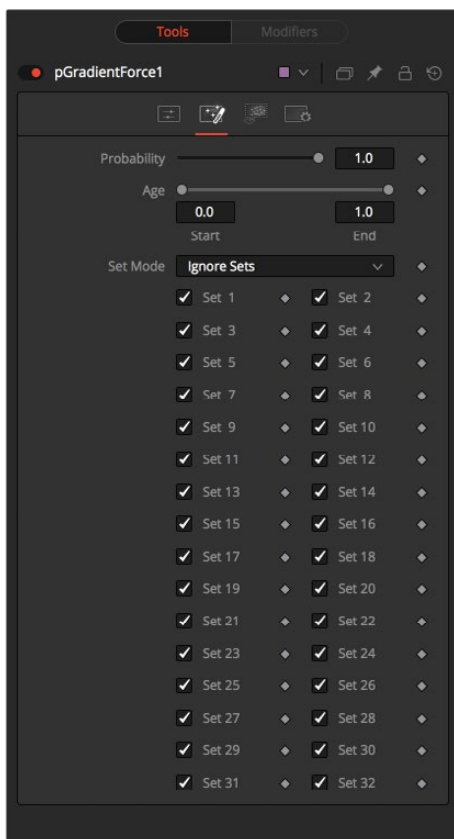 Tools Modifiers
pGradientForce1
Probability 1.0
Age
0.0 1.0
Start End
Set Mode Ignore Sets
Set 1 Set 2
Set 3 Set 4
Set 5 Set 6
Set 7 Set 8
Set 9 Set 10
Set 11 Set 12
Set 13 Set 14
Set 15 Set 16
Set 17 Set 18
Set 19 Set 20
Set 21 Set 22
Set 23 Set 24
Set 25 Set 26
Set 27 Set 28
Set 29 Set 30
Set 31 Set 32